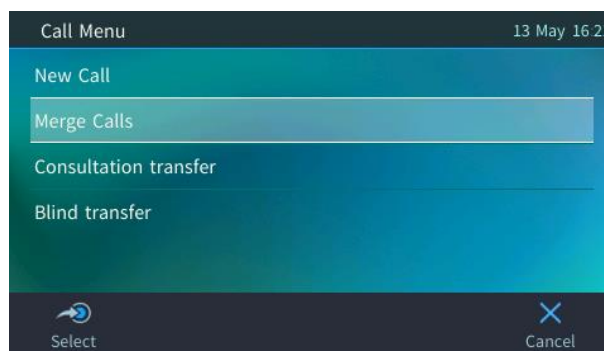 Call Menu 13 May 16:2
New Call
Merge Calls
Consultation transfer
Blind transfer
Select Cancel